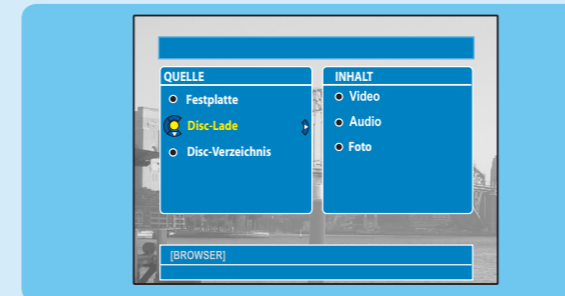 QUELLE
Festplatte
Disc-Lade
Disc-Verzeichnis
INHALT
Video
Audio
Foto
[BROWSER]